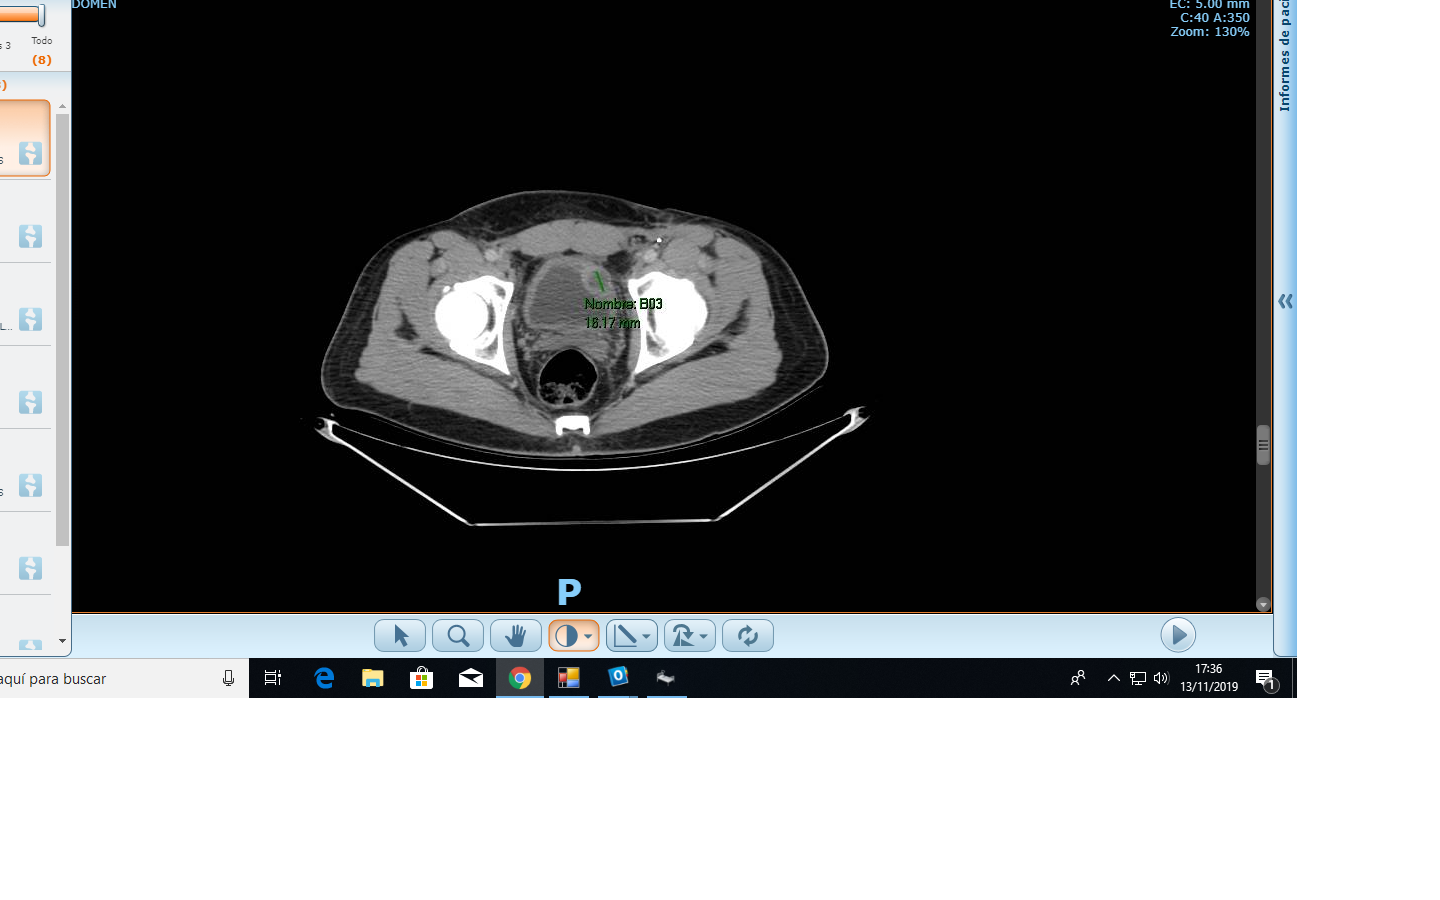 DOMEN
EC: 5.00 mm
C:40 A:350
Zoom: 130%
s 3
Todo
(8)
s
L...
s
Informes de paci
Nombre: B03
16.17 mm
P
aquí para buscar
17:36
13/11/2019
1